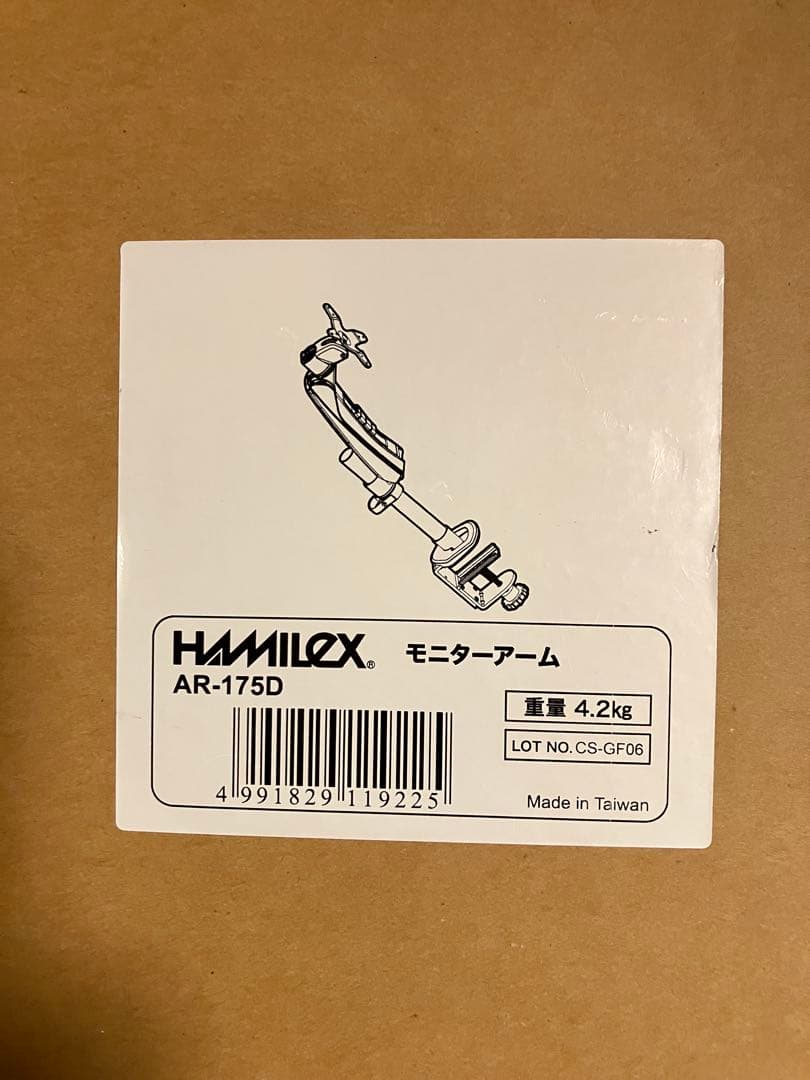 HAMILEX® モニターアーム
AR-175D
重量 4.2kg
LOT NO. CS-GF06
4 991829 119225
Made in Taiwan